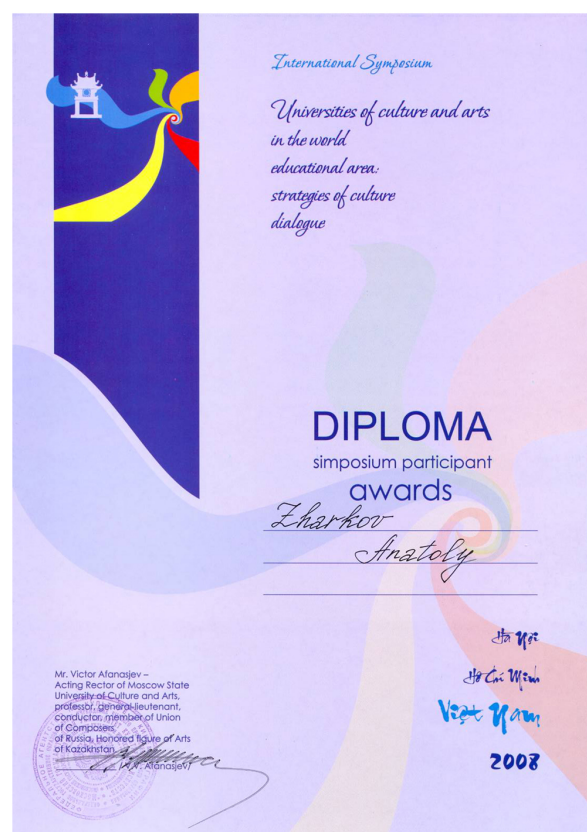 International Symposium
Universities of culture and arts
in the world
educational area:
strategies of culture
dialogue
DIPLOMA
simposium participant
awards
Zharkov
Anatoly
Hà Nội
Hồ Chí Minh
Việt Nam
2008
Mr. Victor Afanasjev –
Acting Rector of Moscow State
University of Culture and Arts,
professor, general-lieutenant,
conductor, member of Union
of Composers
of Russia, Honored figure of Arts
of Kazakhstan
/V.V. Afanasjev/